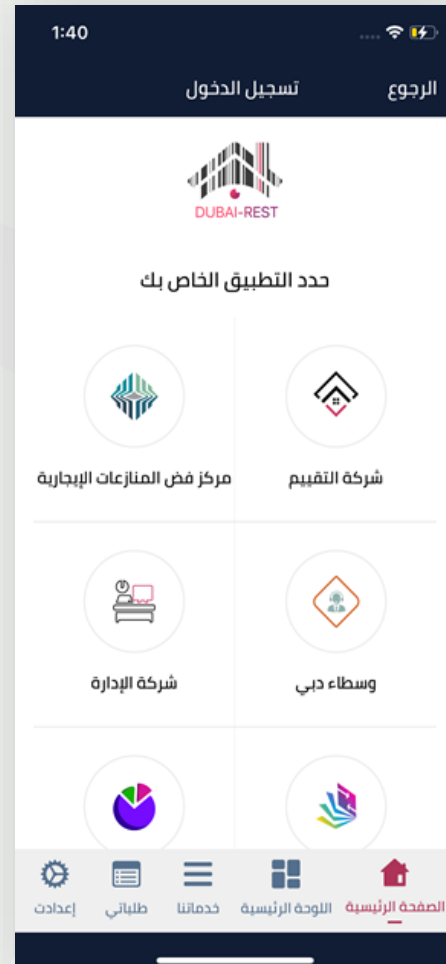 1:40
الرجوع
تسجيل الدخول
DUBAI-REST
حدد التطبيق الخاص بك
شركة التقييم
مركز فض المنازعات الإيجارية
وسطاء دبي
شركة الإدارة
الصفحة الرئيسية
اللوحة الرئيسية
خدماتنا
طلباتي
إعدادت